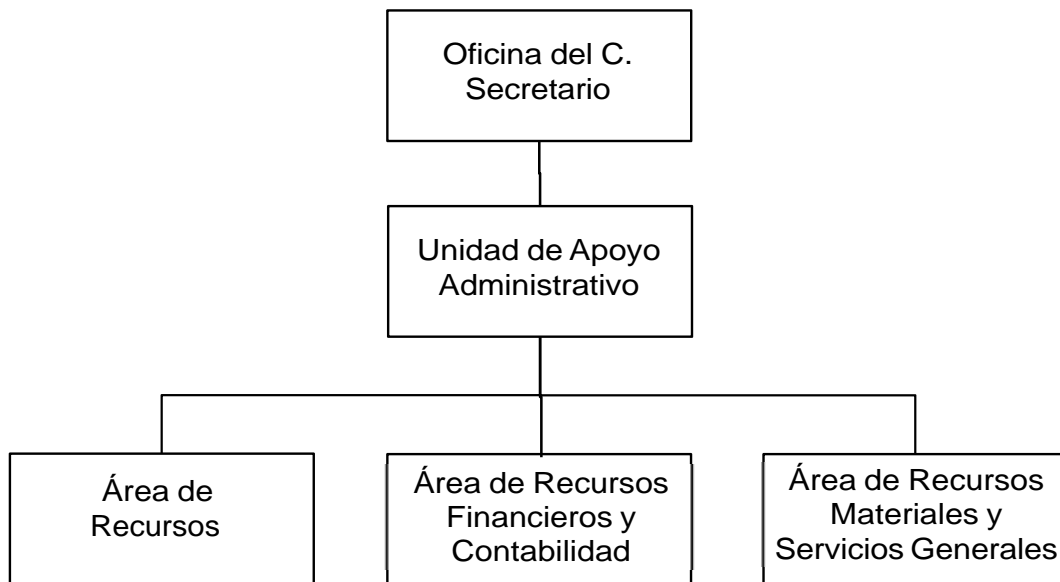 Oficina del C.
Secretario
Unidad de Apoyo
Administrativo
Área de
Recursos
Área de Recursos
Financieros y
Contabilidad
Área de Recursos
Materiales y
Servicios Generales